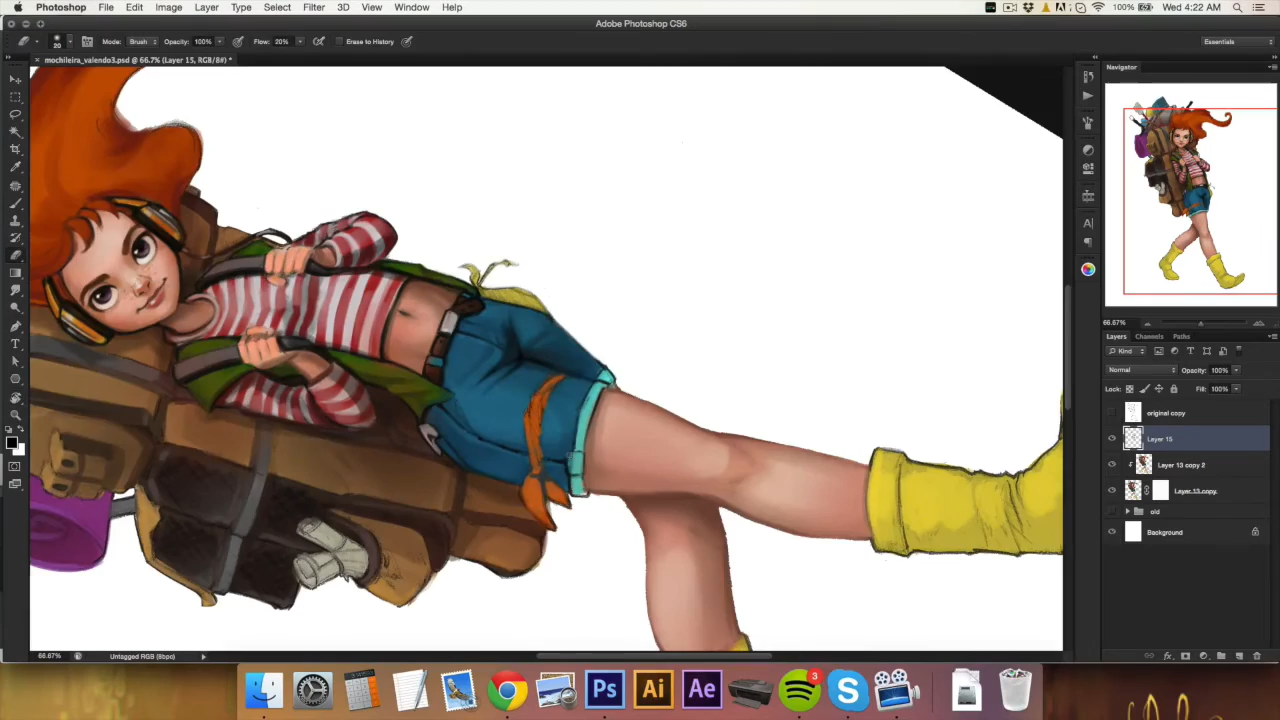 Photoshop File Edit Image Layer Type Select Filter 3D View Window Help 100% Wed 4:22 AM
Adobe Photoshop CS6
20 Mode: Brush Opacity: 100% Flow: 20% Erase to History Essentials
× mochileira_valendo3.psd @ 66.7% (Layer 15, RGB/8#) *
Navigator
66.67%
Layers Channels Paths
Kind
Normal Opacity: 100%
Lock: Fill: 100%
original copy
Layer 15
Layer 13 copy 2
Layer 13 copy
old
Background
66.67% Untagged RGB (8bpc)
3
Ps Ai Ae